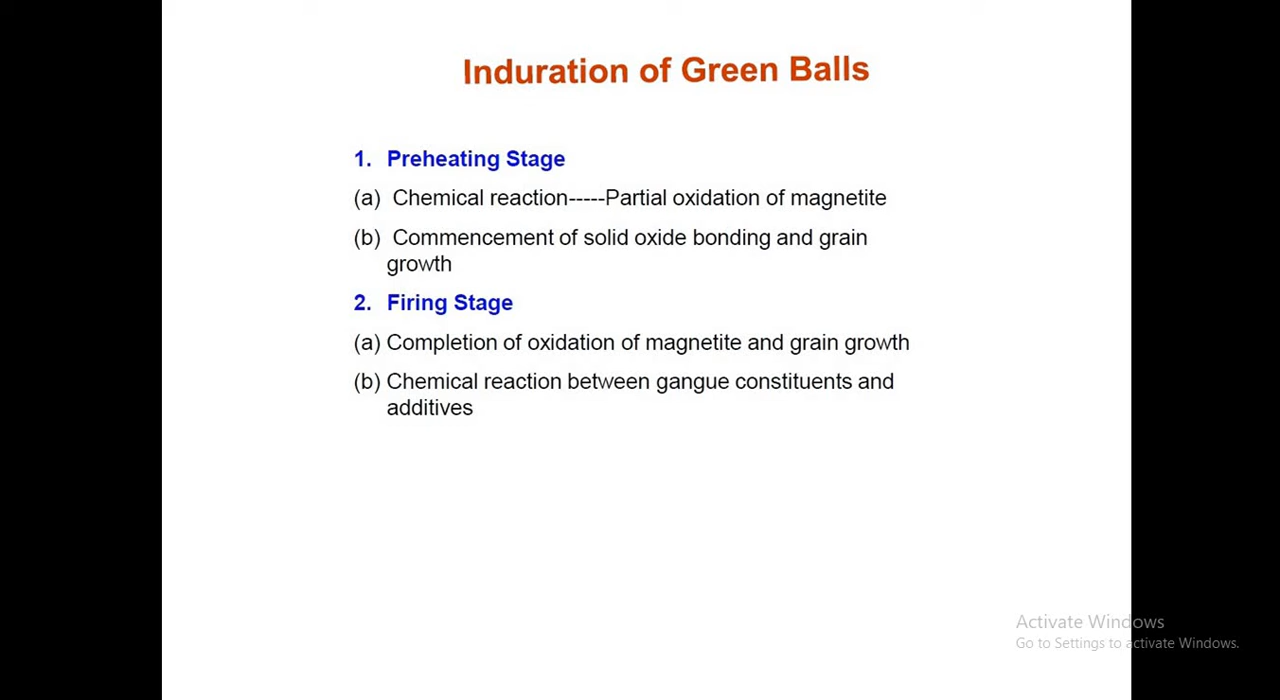 Induration of Green Balls
1. Preheating Stage
(a) Chemical reaction-----Partial oxidation of magnetite
(b) Commencement of solid oxide bonding and grain
growth
2. Firing Stage
(a) Completion of oxidation of magnetite and grain growth
(b) Chemical reaction between gangue constituents and
additives
Activate Windows
Go to Settings to activate Windows.